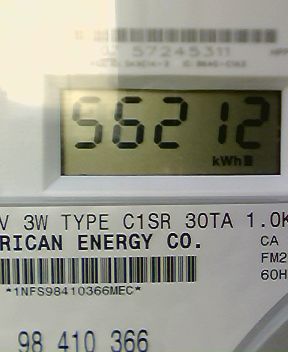 57245311
56212
kWh
V 3W TYPE C1SR 30TA 1.0K
RICAN ENERGY CO.
CA
FM2
60H
*1NFS98410366MEC*
98 410 366